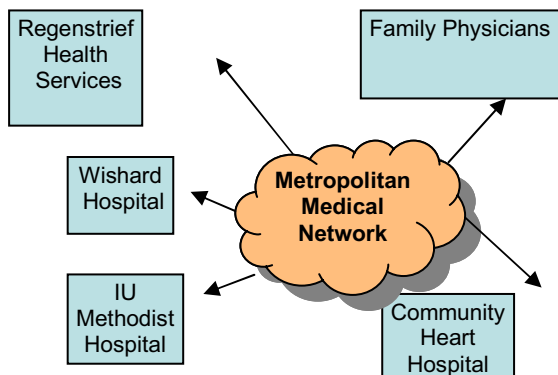 Regenstrief
Health
Services
Family Physicians
Wishard
Hospital
Metropolitan
Medical
Network
IU
Methodist
Hospital
Community
Heart
Hospital